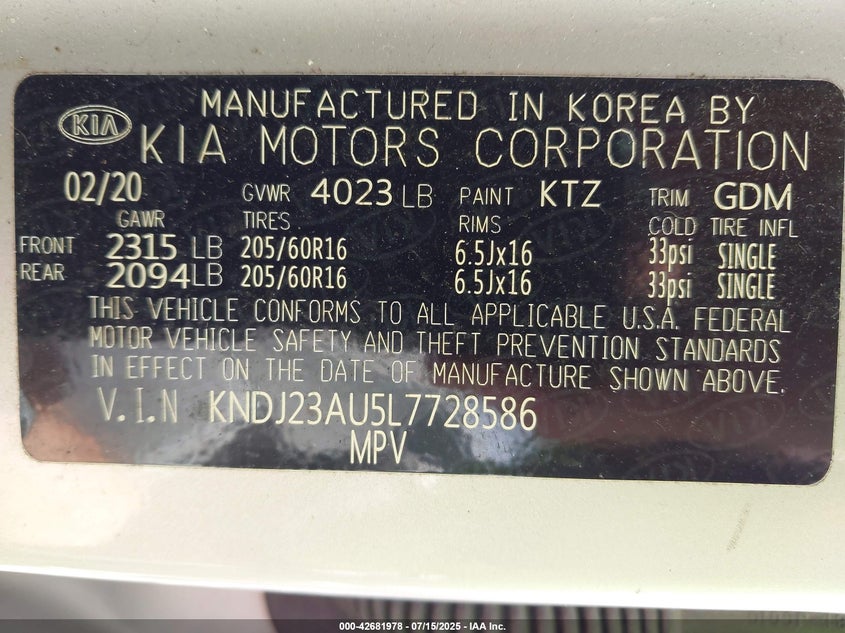 MANUFACTURED IN KOREA BY
KIA KIA MOTORS CORPORATION
02/20 GVWR 4023 LB PAINT KTZ TRIM GDM
GAWR TIRES RIMS COLD TIRE INFL
FRONT 2315 LB 205/60R16 6.5Jx16 33psi SINGLE
REAR 2094 LB 205/60R16 6.5Jx16 33psi SINGLE
THIS VEHICLE CONFORMS TO ALL APPLICABLE U.S.A. FEDERAL
MOTOR VEHICLE SAFETY AND THEFT PREVENTION STANDARDS
IN EFFECT ON THE DATE OF MANUFACTURE SHOWN ABOVE.
V.I.N KNDJ23AU5L7728586
MPV
000-42681978 - 07/15/2025 - IAA Inc.